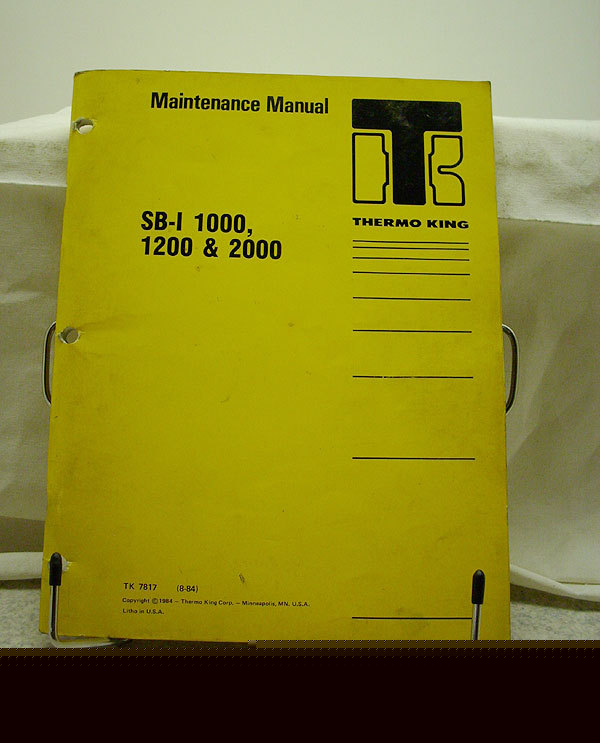 Maintenance Manual
TK
THERMO KING
SB-I 1000,
1200 & 2000
TK 7817 (8-84)
Copyright © 1984 — Thermo King Corp. — Minneapolis, MN, U.S.A.
Litho in U.S.A.